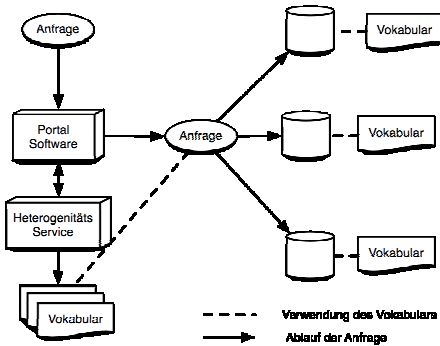 Anfrage
Vokabular
Portal
Software
Anfrage
Vokabular
Heterogenitäts
Service
Vokabular
Vokabular
Verwendung des Vokabulars
Ablauf der Anfrage